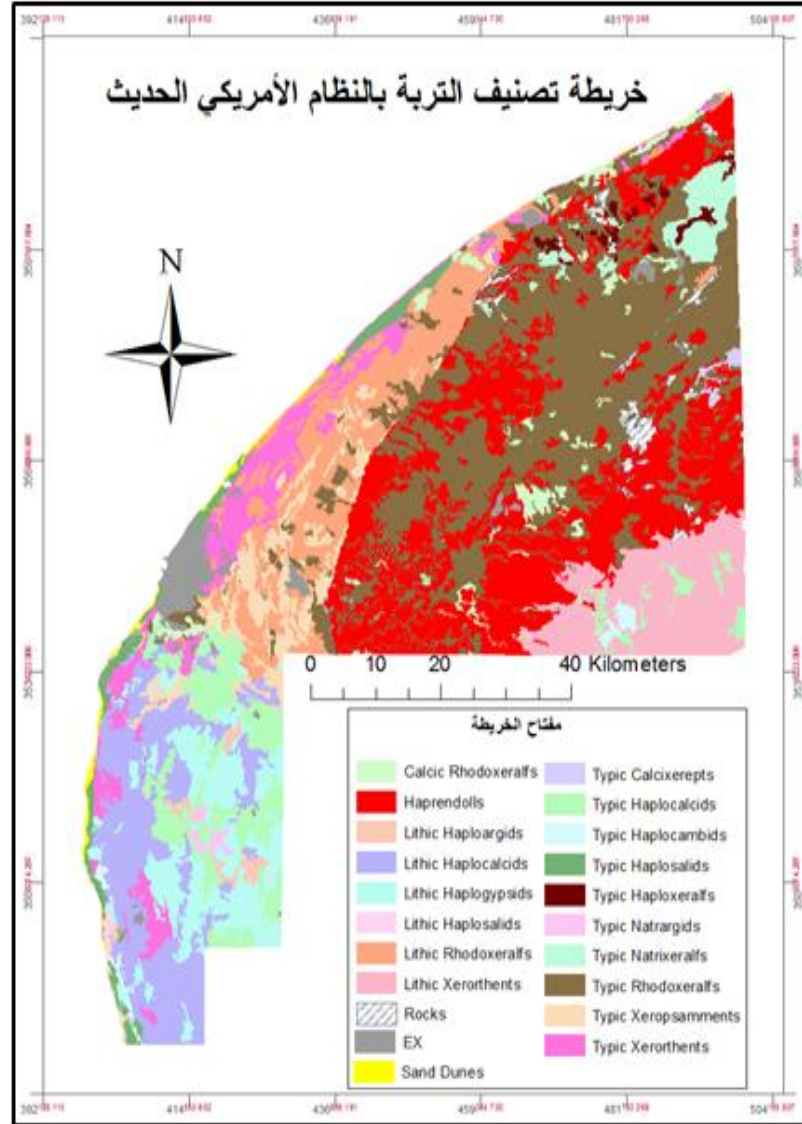 خريطة تصنيف التربة بالنظام الأمريكي الحديث
N
0 10 20 40 Kilometers
مفتاح الخريطة
Calcic Rhodoxeralfs
Haprendolls
Lithic Haploargids
Lithic Haplocalcids
Lithic Haplogypsids
Lithic Haplosalids
Lithic Rhodoxeralfs
Lithic Xerorthents
Rocks
EX
Sand Dunes
Typic Calcixerepts
Typic Haplocalcids
Typic Haplocambids
Typic Haplosalids
Typic Haploxeralfs
Typic Natrargids
Typic Natrixeralfs
Typic Rhodoxeralfs
Typic Xeropsamments
Typic Xerorthents